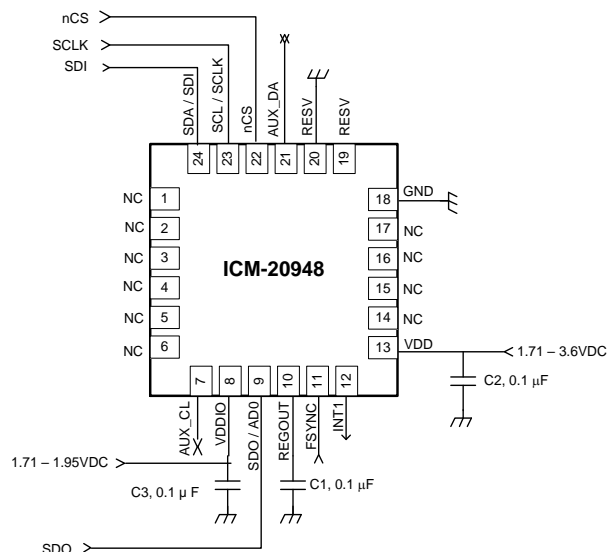 nCS
SCLK
SDI
SDA / SDI
SCL / SCLK
nCS
AUX_DA
RESV
RESV
24
23
22
21
20
19
NC 1
18 GND
NC 2
17 NC
NC 3
16 NC
ICM-20948
NC 4
15 NC
NC 5
14 NC
NC 6
13 VDD
1.71 – 3.6VDC
7
8
9
10
11
12
C2, 0.1 µF
AUX_CL
VDDIO
SDO / AD0
REGOUT
FSYNC
INT1
1.71 – 1.95VDC
C3, 0.1 µ F
C1, 0.1 µF
SDO